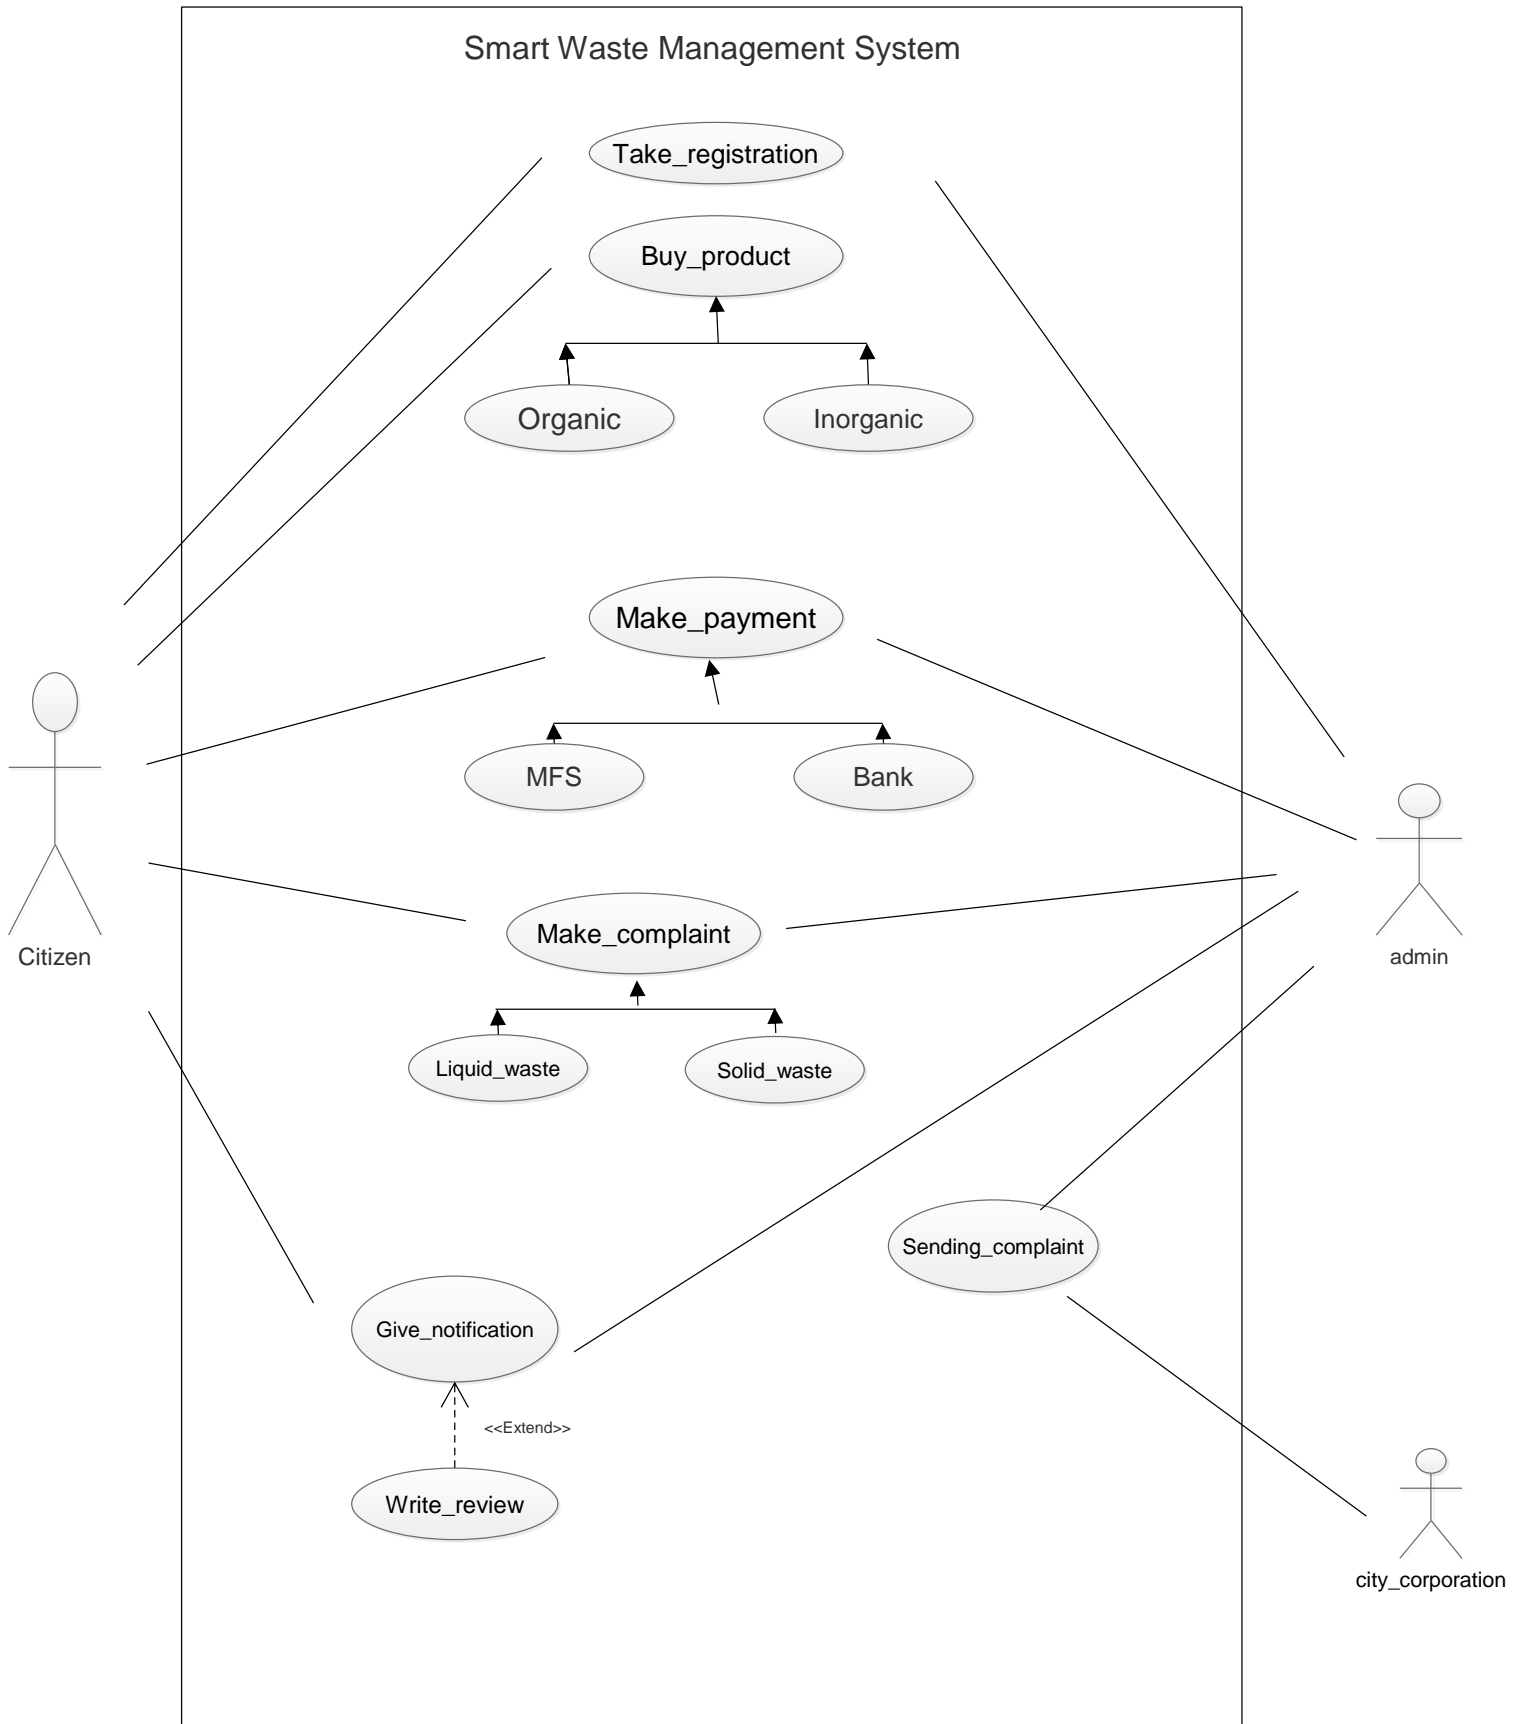 Smart Waste Management System
Take_registration
Buy_product
Organic
Inorganic
Make_payment
MFS
Bank
Make_complaint
Citizen
admin
Liquid_waste
Solid_waste
Sending_complaint
Give_notification
<<Extend>>
Write_review
city_corporation